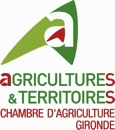 aGRICULTURES
& TERRITOIRES
CHAMBRE D'AGRICULTURE
GIRONDE